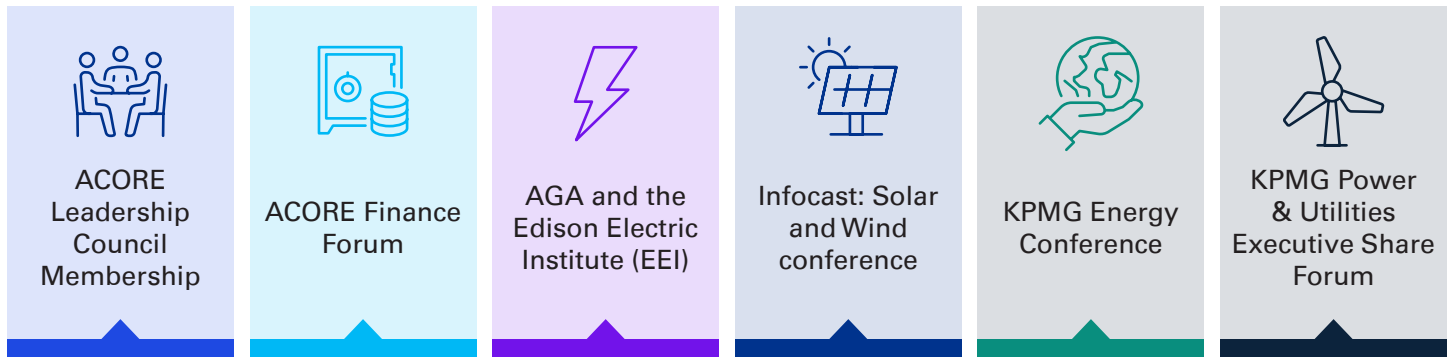 ACORE
Leadership
Council
Membership
ACORE Finance
Forum
AGA and the
Edison Electric
Institute (EEI)
Infocast: Solar
and Wind
conference
KPMG Energy
Conference
KPMG Power
& Utilities
Executive Share
Forum